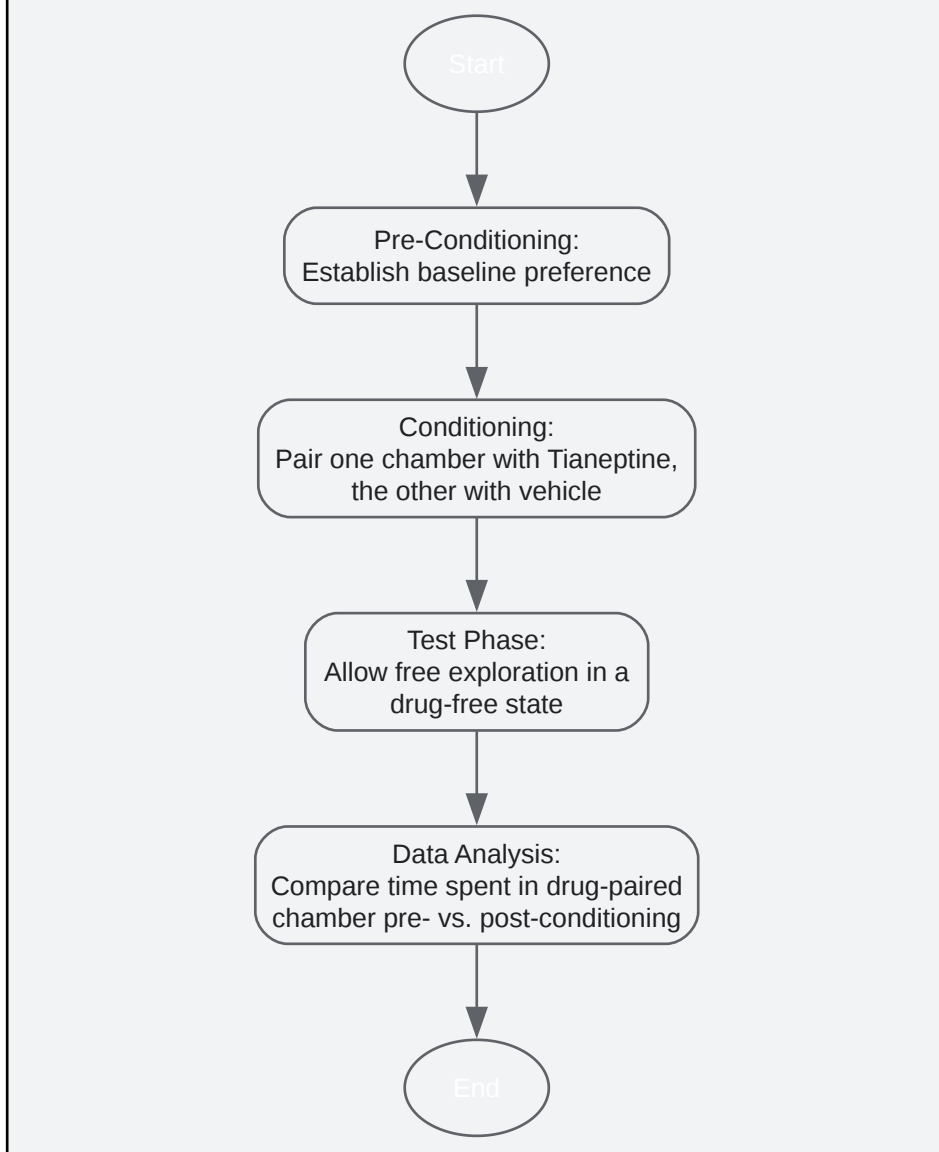 Start
Pre-Conditioning:
Establish baseline preference
Conditioning:
Pair one chamber with Tianeptine,
the other with vehicle
Test Phase:
Allow free exploration in a
drug-free state
Data Analysis:
Compare time spent in drug-paired
chamber pre- vs. post-conditioning
End